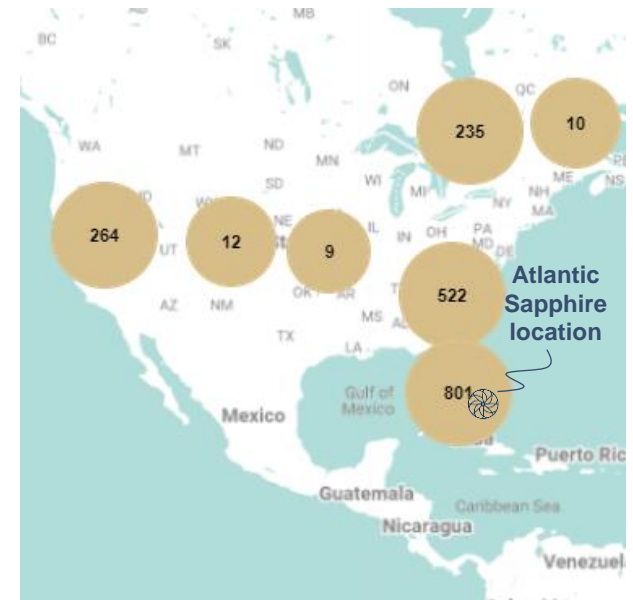 MB
BC
SK
ON
QC
235
10
WA
MT
ND
MN
SD
WI
MI
ME
NS
NH
NY
MA
264
12
9
UT
NE
IL
IN
OH
PA
MD
DE
AZ
NM
OK
AR
522
MS
TX
LA
Atlantic
Sapphire
location
801
Gulf of
Mexico
Mexico
Puerto Ric
Guatemala
Caribbean Sea
Nicaragua
Venezuel